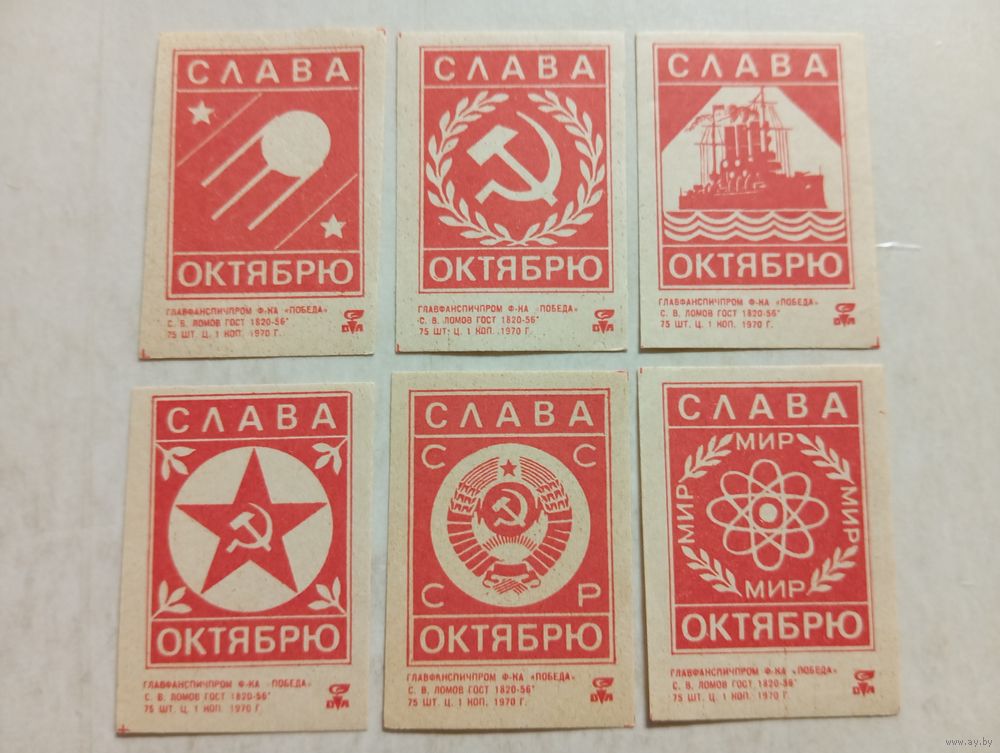 СЛАВА
ОКТЯБРЮ
ГЛАВФАНСПИЧПРОМ Ф-КА «ПОБЕДА»
С. В. ЛОМОВ ГОСТ 1820-56*
75 ШТ. Ц. 1 КОП. 1970 Г.
СЛАВА
ОКТЯБРЮ
ГЛАВФАНСПИЧПРОМ Ф-КА «ПОБЕДА»
С. В. ЛОМОВ ГОСТ 1820-56*
75 ШТ. Ц. 1 КОП. 1970 Г.
СЛАВА
ОКТЯБРЮ
ГЛАВФАНСПИЧПРОМ Ф-КА «ПОБЕДА»
С. В. ЛОМОВ ГОСТ 1820-56*
75 ШТ. Ц. 1 КОП. 1970 Г.
СЛАВА
ОКТЯБРЮ
ГЛАВФАНСПИЧПРОМ Ф-КА «ПОБЕДА»
С. В. ЛОМОВ ГОСТ 1820-56*
75 ШТ. Ц. 1 КОП. 1970 Г.
СЛАВА
С С
С Р
ОКТЯБРЮ
ГЛАВФАНСПИЧПРОМ Ф-КА «ПОБЕДА»
С. В. ЛОМОВ ГОСТ 1820-56*
75 ШТ. Ц. 1 КОП. 1970 Г.
СЛАВА
МИР
МИР
МИР
МИР
ОКТЯБРЮ
ГЛАВФАНСПИЧПРОМ Ф-КА «ПОБЕДА»
С. В. ЛОМОВ ГОСТ 1820-56*
75 ШТ. Ц. 1 КОП. 1970 Г.
www.ay.by